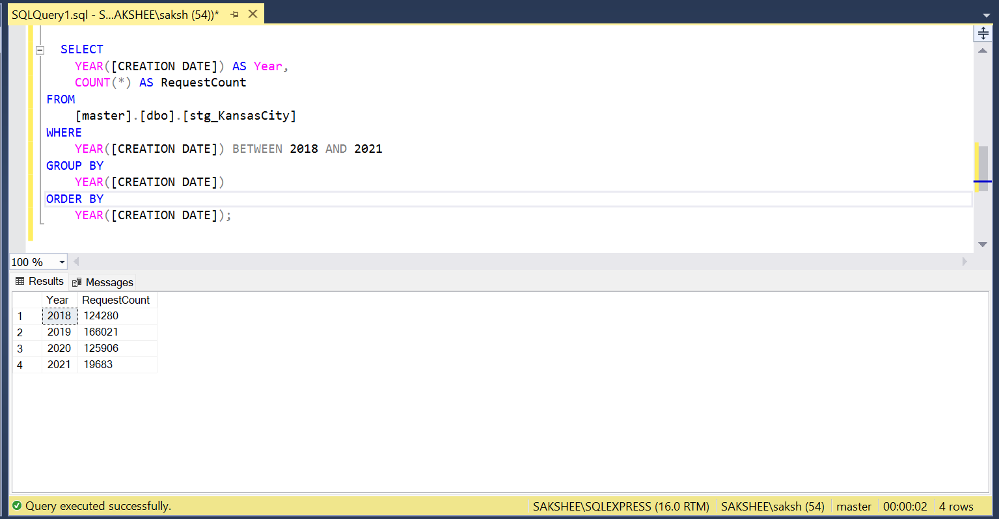 SQLQuery1.sql - S...AKSHEE\saksh (54))*
SELECT
YEAR([CREATION DATE]) AS Year,
COUNT(*) AS RequestCount
FROM
[master].[dbo].[stg_KansasCity]
WHERE
YEAR([CREATION DATE]) BETWEEN 2018 AND 2021
GROUP BY
YEAR([CREATION DATE])
ORDER BY
YEAR([CREATION DATE]);
100 %
Results Messages
Year RequestCount
1 2018 124280
2 2019 166021
3 2020 125906
4 2021 19683
Query executed successfully. SAKSHEE\SQLEXPRESS (16.0 RTM) SAKSHEE\saksh (54) master 00:00:02 4 rows